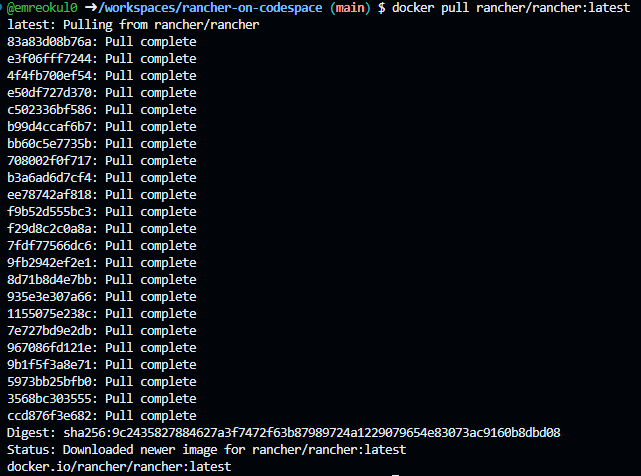 @emreokul0 ➜/workspaces/rancher-on-codespace (main) $ docker pull rancher/rancher:latest
latest: Pulling from rancher/rancher
83a83d08b76a: Pull complete
e3f06fff7244: Pull complete
4f4fb700ef54: Pull complete
e50df727d370: Pull complete
c502336bf586: Pull complete
b99d4ccaf6b7: Pull complete
bb60c5e7735b: Pull complete
708002f0f717: Pull complete
b3a6ad6d7cf4: Pull complete
ee78742af818: Pull complete
f9b52d555bc3: Pull complete
f29d8c2c0a8a: Pull complete
7fdf77566dc6: Pull complete
9fb2942ef2e1: Pull complete
8d71b8d4e7bb: Pull complete
935e3e307a66: Pull complete
1155075e238c: Pull complete
7e727bd9e2db: Pull complete
967086fd121e: Pull complete
9b1f5f3a8e71: Pull complete
5973bb25bfb0: Pull complete
3568bc303555: Pull complete
ccd876f3e682: Pull complete
Digest: sha256:9c2435827884627a3f7472f63b87989724a1229079654e83073ac9160b8dbd08
Status: Downloaded newer image for rancher/rancher:latest
docker.io/rancher/rancher:latest